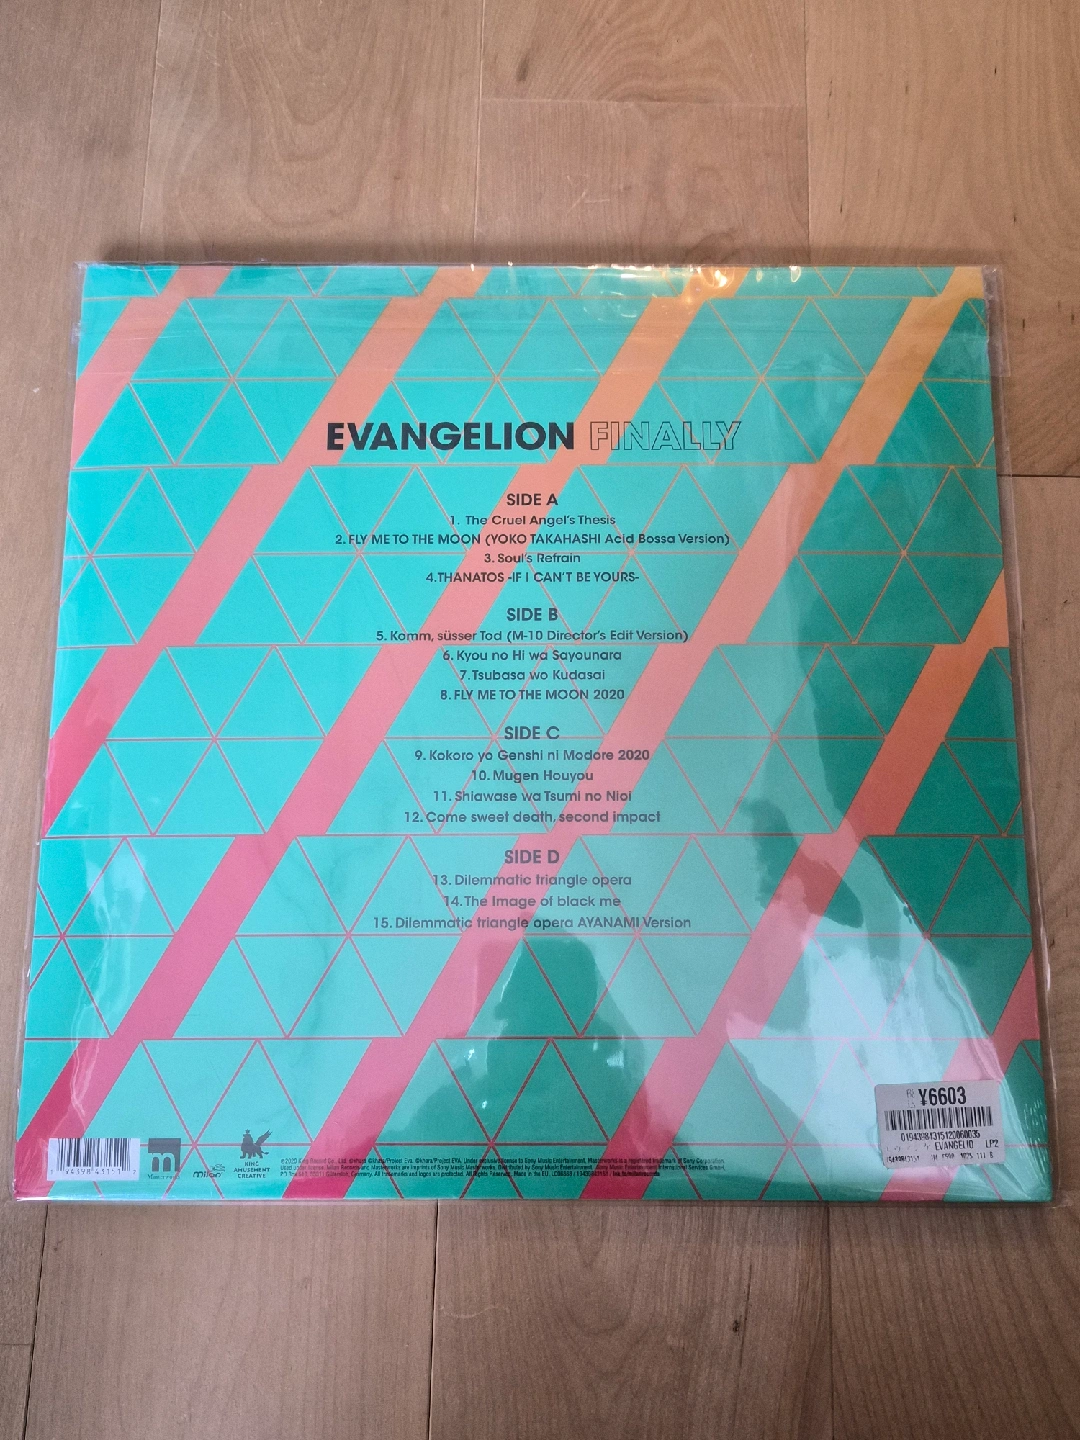 EVANGELION FINALLY
SIDE A
1. The Cruel Angel's Thesis
2. FLY ME TO THE MOON (YOKO TAKAHASHI Acid Bossa Version)
3. Soul's Refrain
4.THANATOS -IF I CAN'T BE YOURS-
SIDE B
5. Komm, süsser Tod (M-10 Director's Edit Version)
6. Kyou no Hi wa Sayounara
7. Tsubasa wo Kudasai
8. FLY ME TO THE MOON 2020
SIDE C
9. Kokoro yo Genshi ni Modore 2020
10. Mugen Houyou
11. Shiawase wa Tsumi no Nioi
12. Come sweet death, second impact
SIDE D
13. Dilemmatic triangle opera
14. The Image of black me
15. Dilemmatic triangle opera AYANAMI Version
¥6603
EVANGELIO LP2
milan
KING
AMUSEMENT
CREATIVE